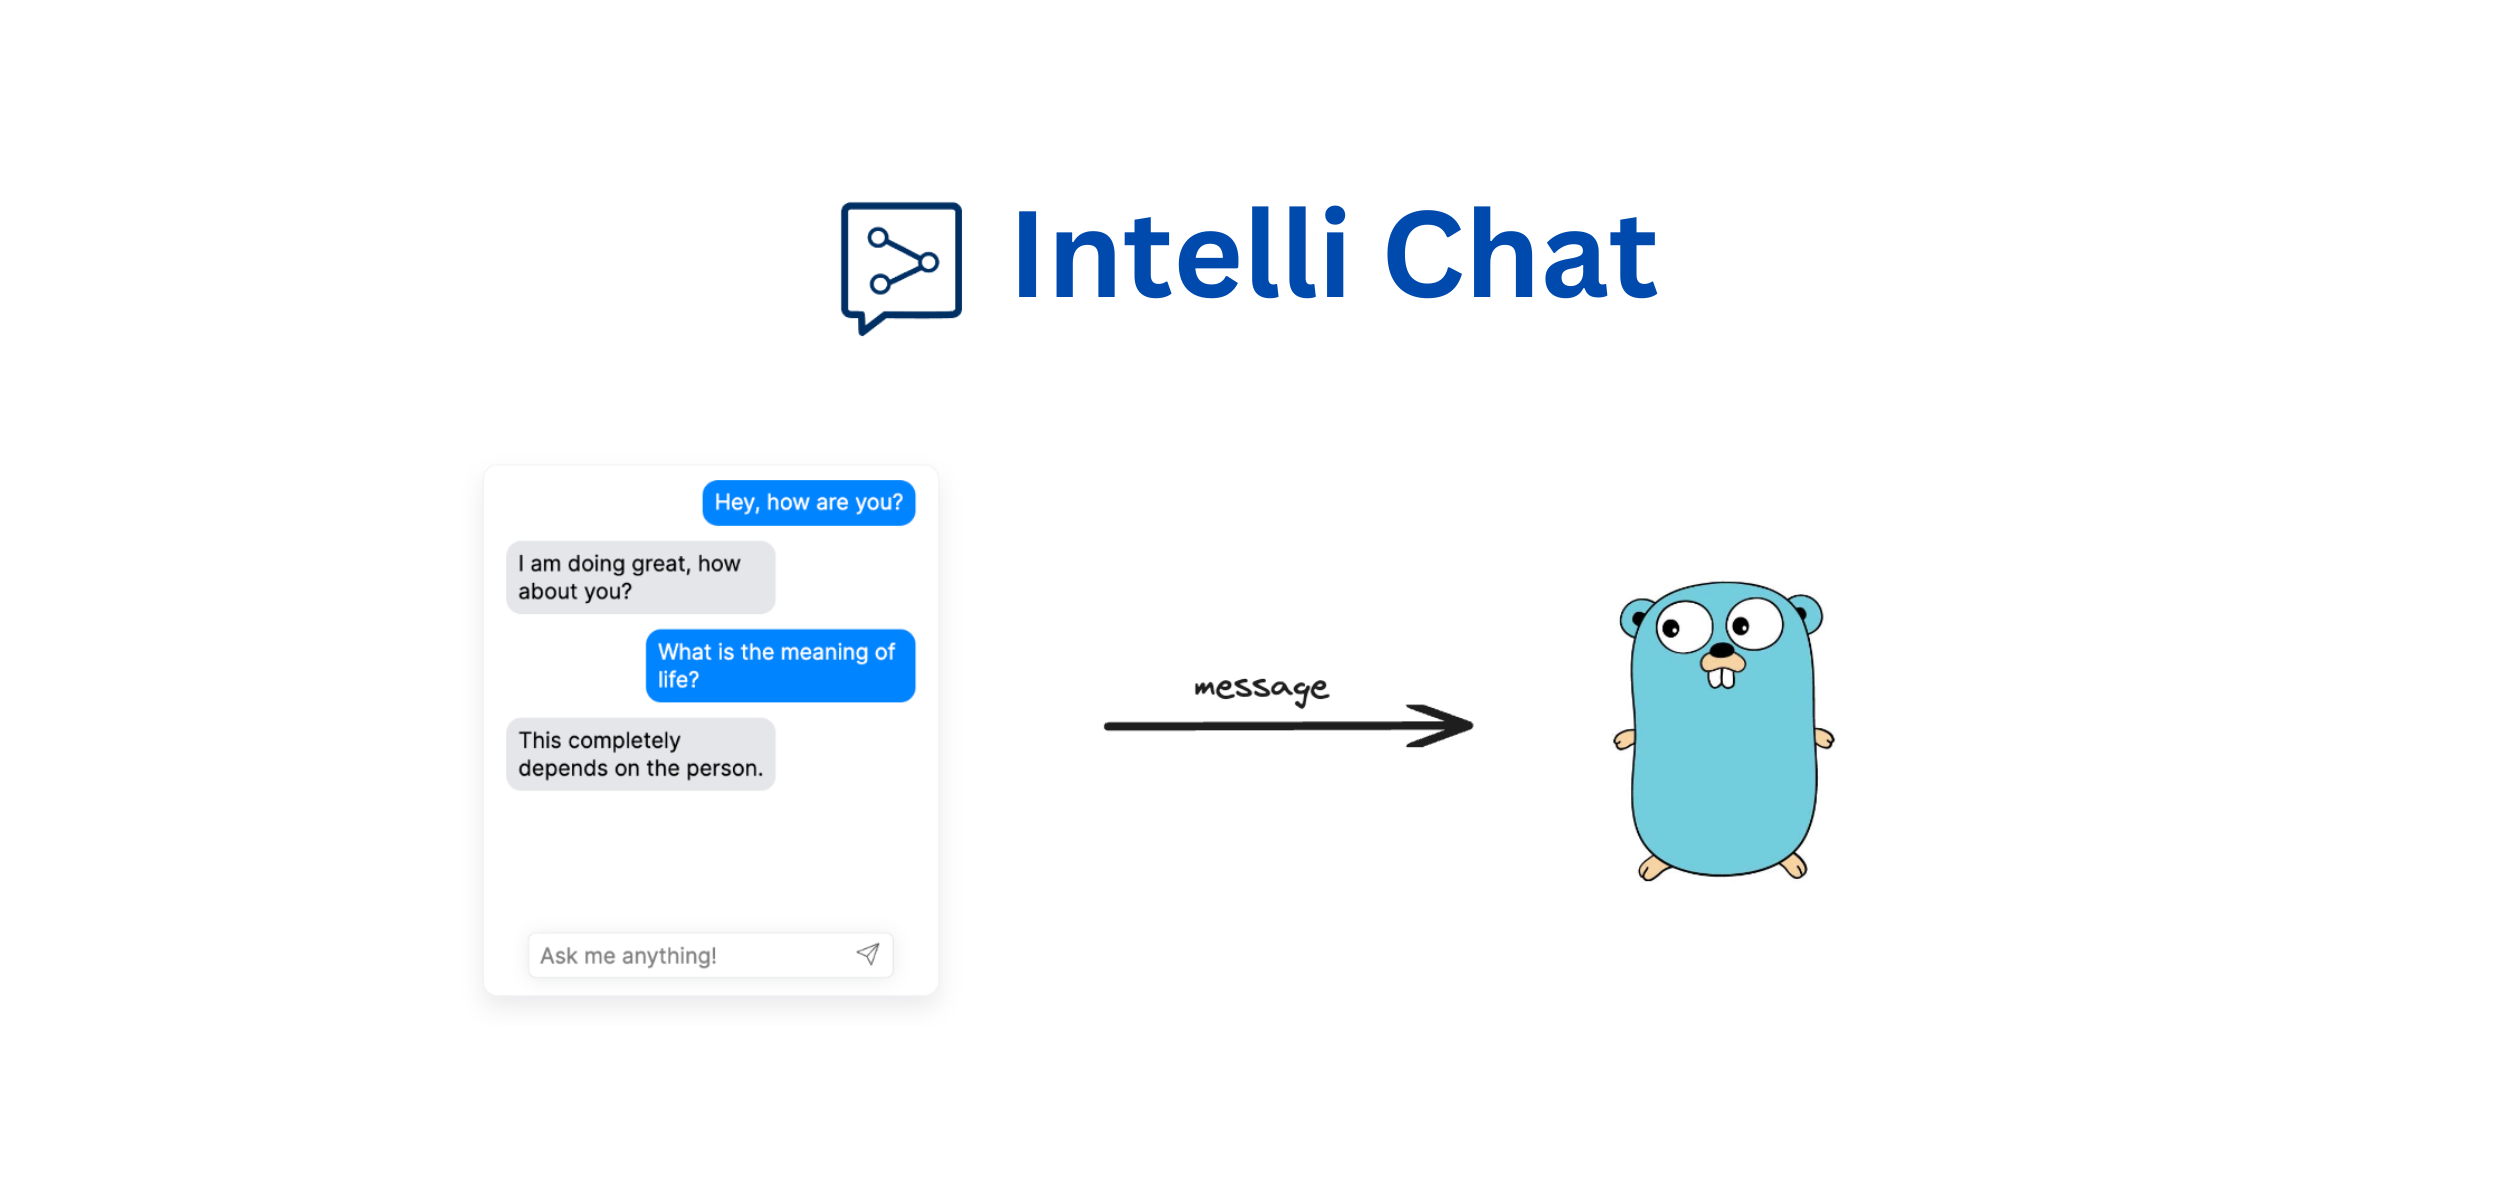 Intelli Chat
Hey, how are you?
I am doing great, how
about you?
What is the meaning of
life?
This completely
depends on the person.
Ask me anything!
message